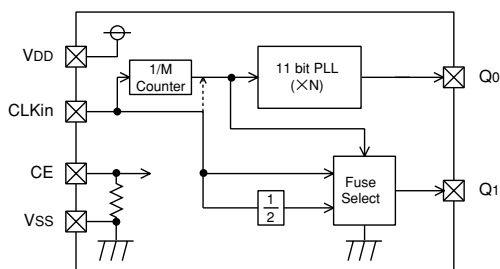 VDD
1/M
Counter
11 bit PLL
(×N)
Q0
CLKin
CE
Fuse
Select
Q1
1
2
VSS